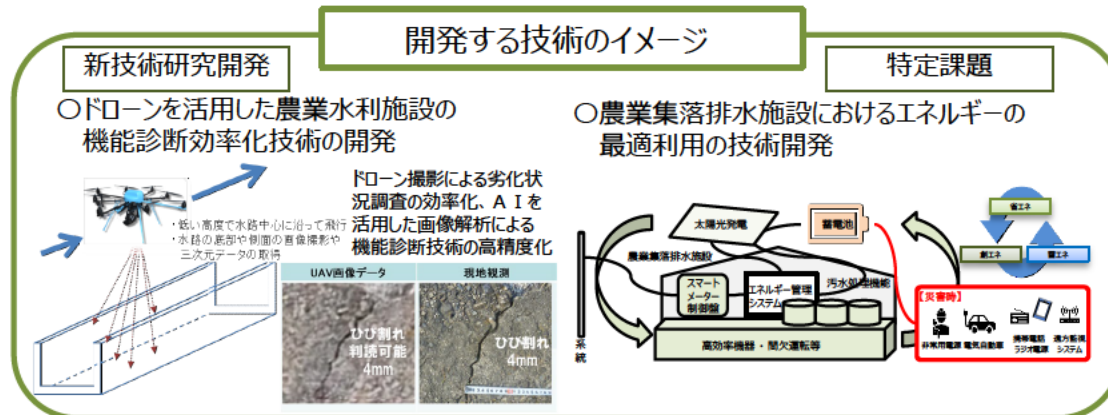 開発する技術のイメージ
新技術研究開発
〇ドローンを活用した農業水利施設の
機能診断効率化技術の開発
・低い高度で水路中心に沿って飛行
・水路の底部や側面の画像撮影や
三次元データの取得
ドローン撮影による劣化状
況調査の効率化、AIを
活用した画像解析による
機能診断技術の高精度化
UAV画像データ
ひび割れ
判読可能
4mm
現地観測
ひび割れ
4mm
特定課題
〇農業集落排水施設におけるエネルギーの
最適利用の技術開発
太陽光発電
蓄電池
農業集落排水施設
スマート
メーター
制御盤
エネルギー管理
システム
汚水処理機能
高効率機器・間欠運転等
系統
省エネ
創エネ
蓄エネ
【災害時】
非常用電源
電気自動車
携帯電話
ラジオ電源
遠方監視
システム